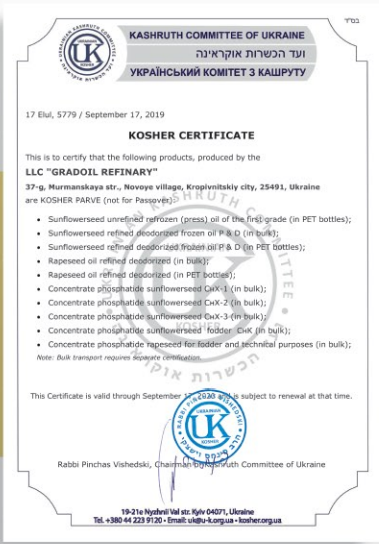 בס"ד
KASHRUTH COMMITTEE OF UKRAINE
ועד הכשרות אוקראינה
УКРАЇНСЬКИЙ КОМІТЕТ З КАШРУТУ
17 Elul, 5779 / September 17, 2019
KOSHER CERTIFICATE
This is to certify that the following products, produced by the
LLC "GRADOIL REFINARY"
37-g, Murmanskaya str., Novoye village, Kropivnitskiy city, 25491, Ukraine
are KOSHER PARVE (not for Passover):
• Sunflowerseed unrefined refrozen (press) oil of the first grade (in PET bottles);
• Sunflowerseed refined deodorized frozen oil P & D (in bulk);
• Sunflowerseed refined deodorized frozen oil P & D (in PET bottles);
• Rapeseed oil refined deodorized (in bulk);
• Rapeseed oil refined deodorized (in PET bottles);
• Concentrate phosphatide sunflowerseed СНХ-1 (in bulk);
• Concentrate phosphatide sunflowerseed СНХ-2 (in bulk);
• Concentrate phosphatide sunflowerseed СНХ-3 (in bulk);
• Concentrate phosphatide sunflowerseed fodder СНХ (in bulk);
• Concentrate phosphatide rapeseed for fodder and technical purposes (in bulk);
Note: Bulk transport requires separate certification.
This Certificate is valid through September 17, 2020 and is subject to renewal at that time.
UKRAINIAN
UK
KOSHER
Rabbi Pinchas Vishedski, Chairman of Kashruth Committee of Ukraine
19-21e Nyzhnii Val str. Kyiv 04071, Ukraine
Tel. +380 44 223 9120 • Email: uk@u-k.org.ua • kosher.org.ua